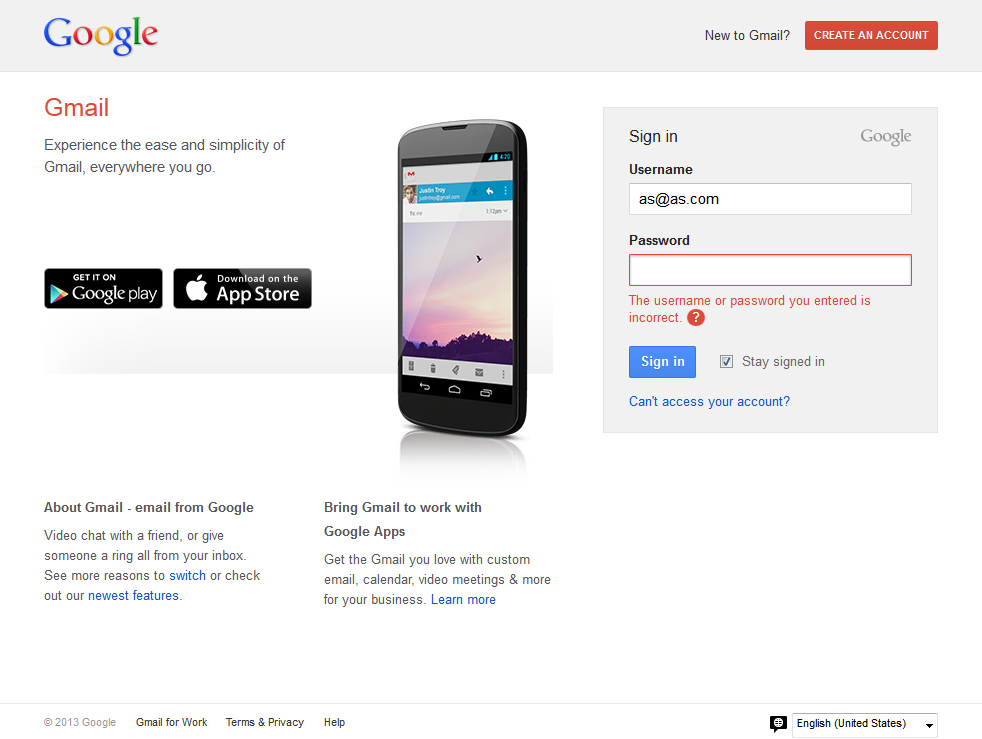 Google
New to Gmail?
CREATE AN ACCOUNT
Gmail
Experience the ease and simplicity of
Gmail, everywhere you go.
GET IT ON
Google play
Download on the
App Store
4:20
Justin Troy
justintroy@gmail.com
To: me
1:12pm
Sign in
Google
Username
as@as.com
Password
The username or password you entered is
incorrect. ?
Sign in
Stay signed in
Can't access your account?
About Gmail - email from Google
Video chat with a friend, or give
someone a ring all from your inbox.
See more reasons to switch or check
out our newest features.
Bring Gmail to work with
Google Apps
Get the Gmail you love with custom
email, calendar, video meetings & more
for your business. Learn more
© 2013 Google
Gmail for Work
Terms & Privacy
Help
English (United States)